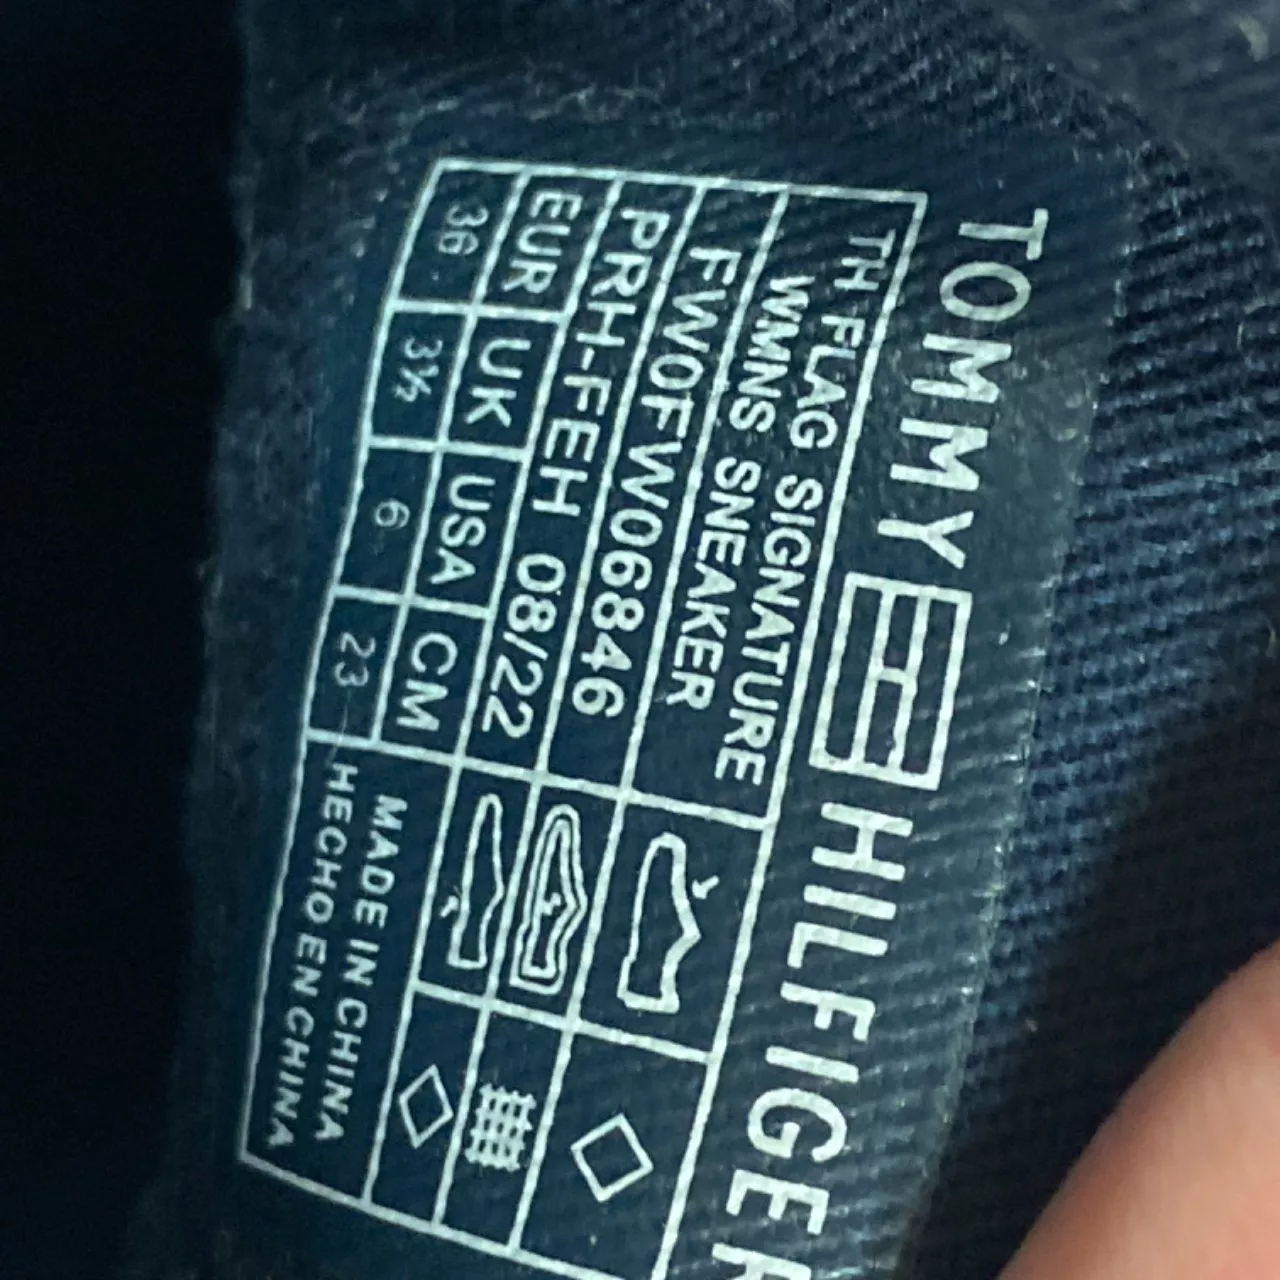 TOMMY HILFIGER
TH FLAG SIGNATURE
WMNS SNEAKER
FW0FW06846
PRH-FEH 08/22
EUR UK USA CM
36 3½ 6 23
MADE IN CHINA
HECHO EN CHINA